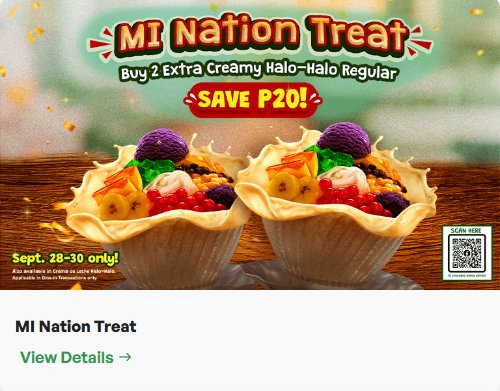 MI Nation Treat
Buy 2 Extra Creamy Halo-Halo Regular
SAVE P20!
Sept. 28-30 only!
Also available in Crema de Leche Halo-Halo.
Applicable in Dine-in Transactions only.
SCAN HERE
MI Nation Treat
View Details →